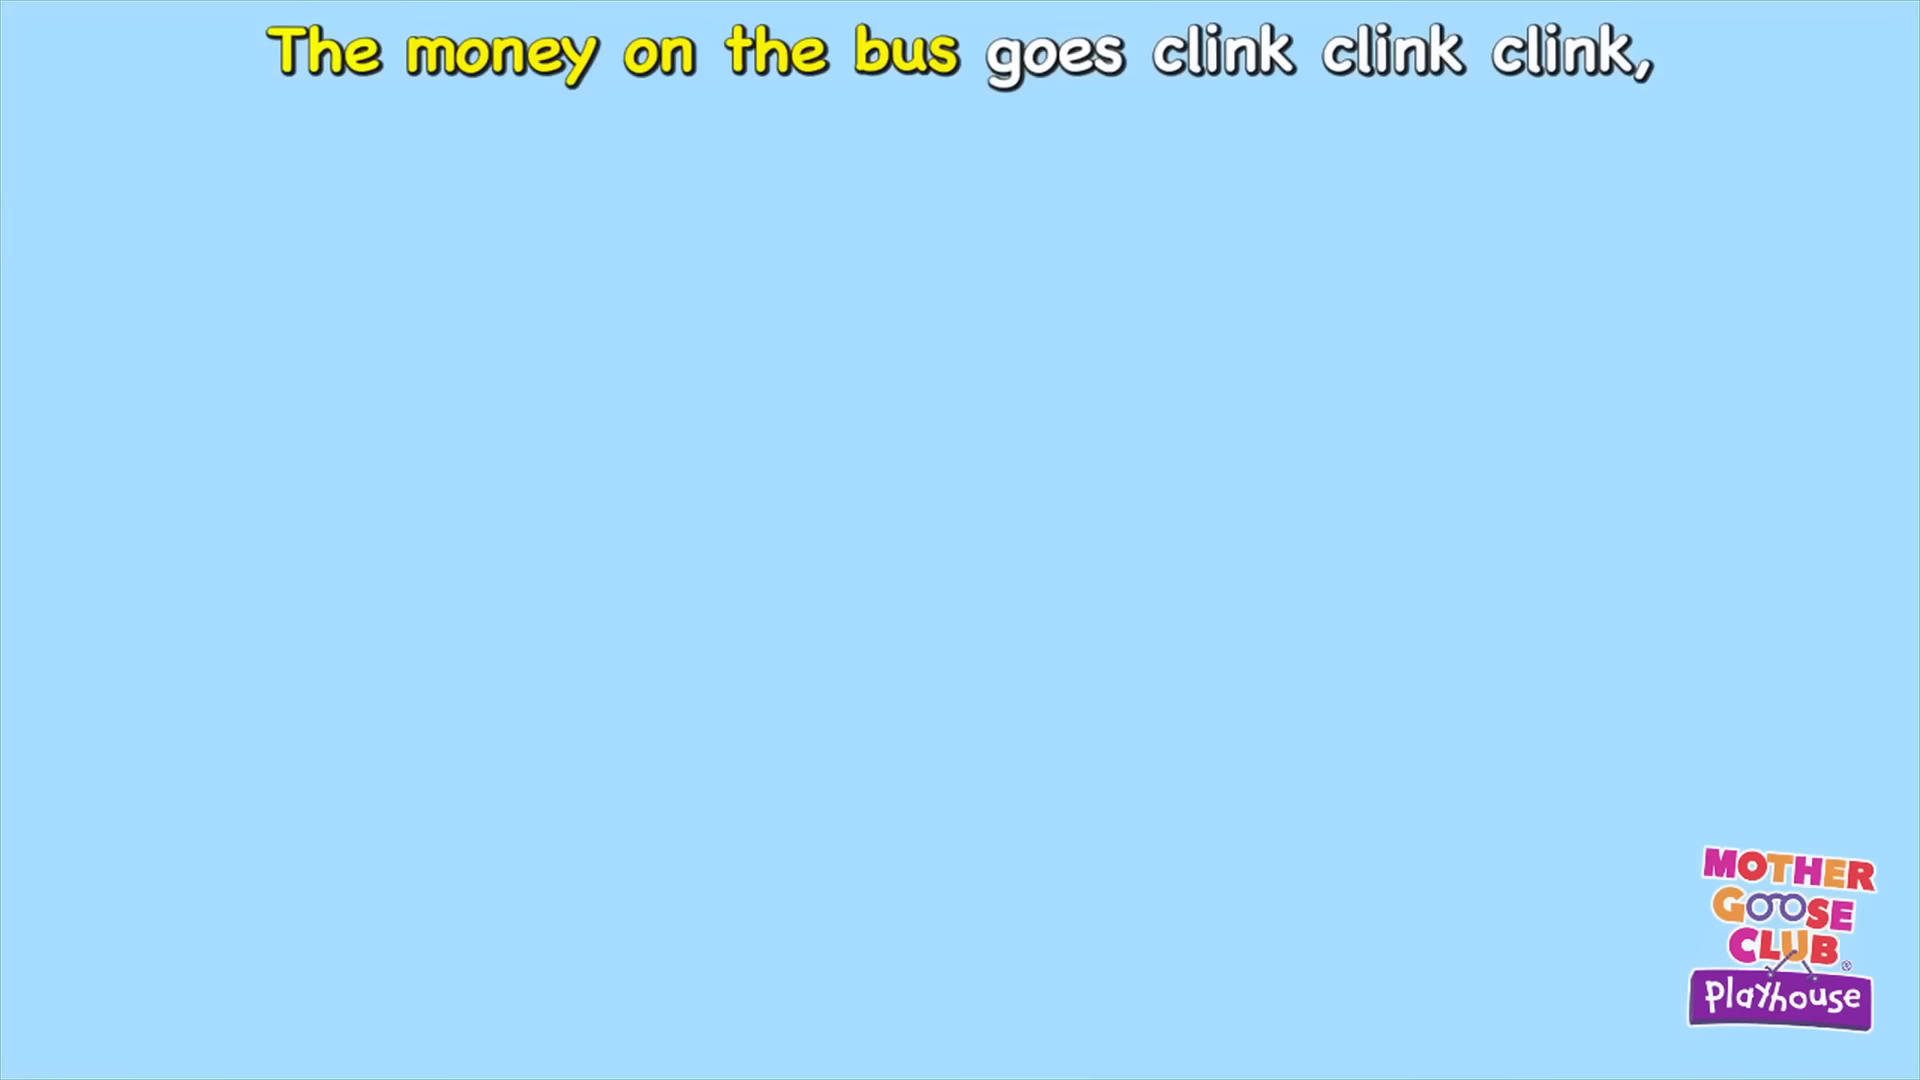 The money on the bus goes clink clink clink,
MOTHER
GOOSE
CLUB
®
Playhouse